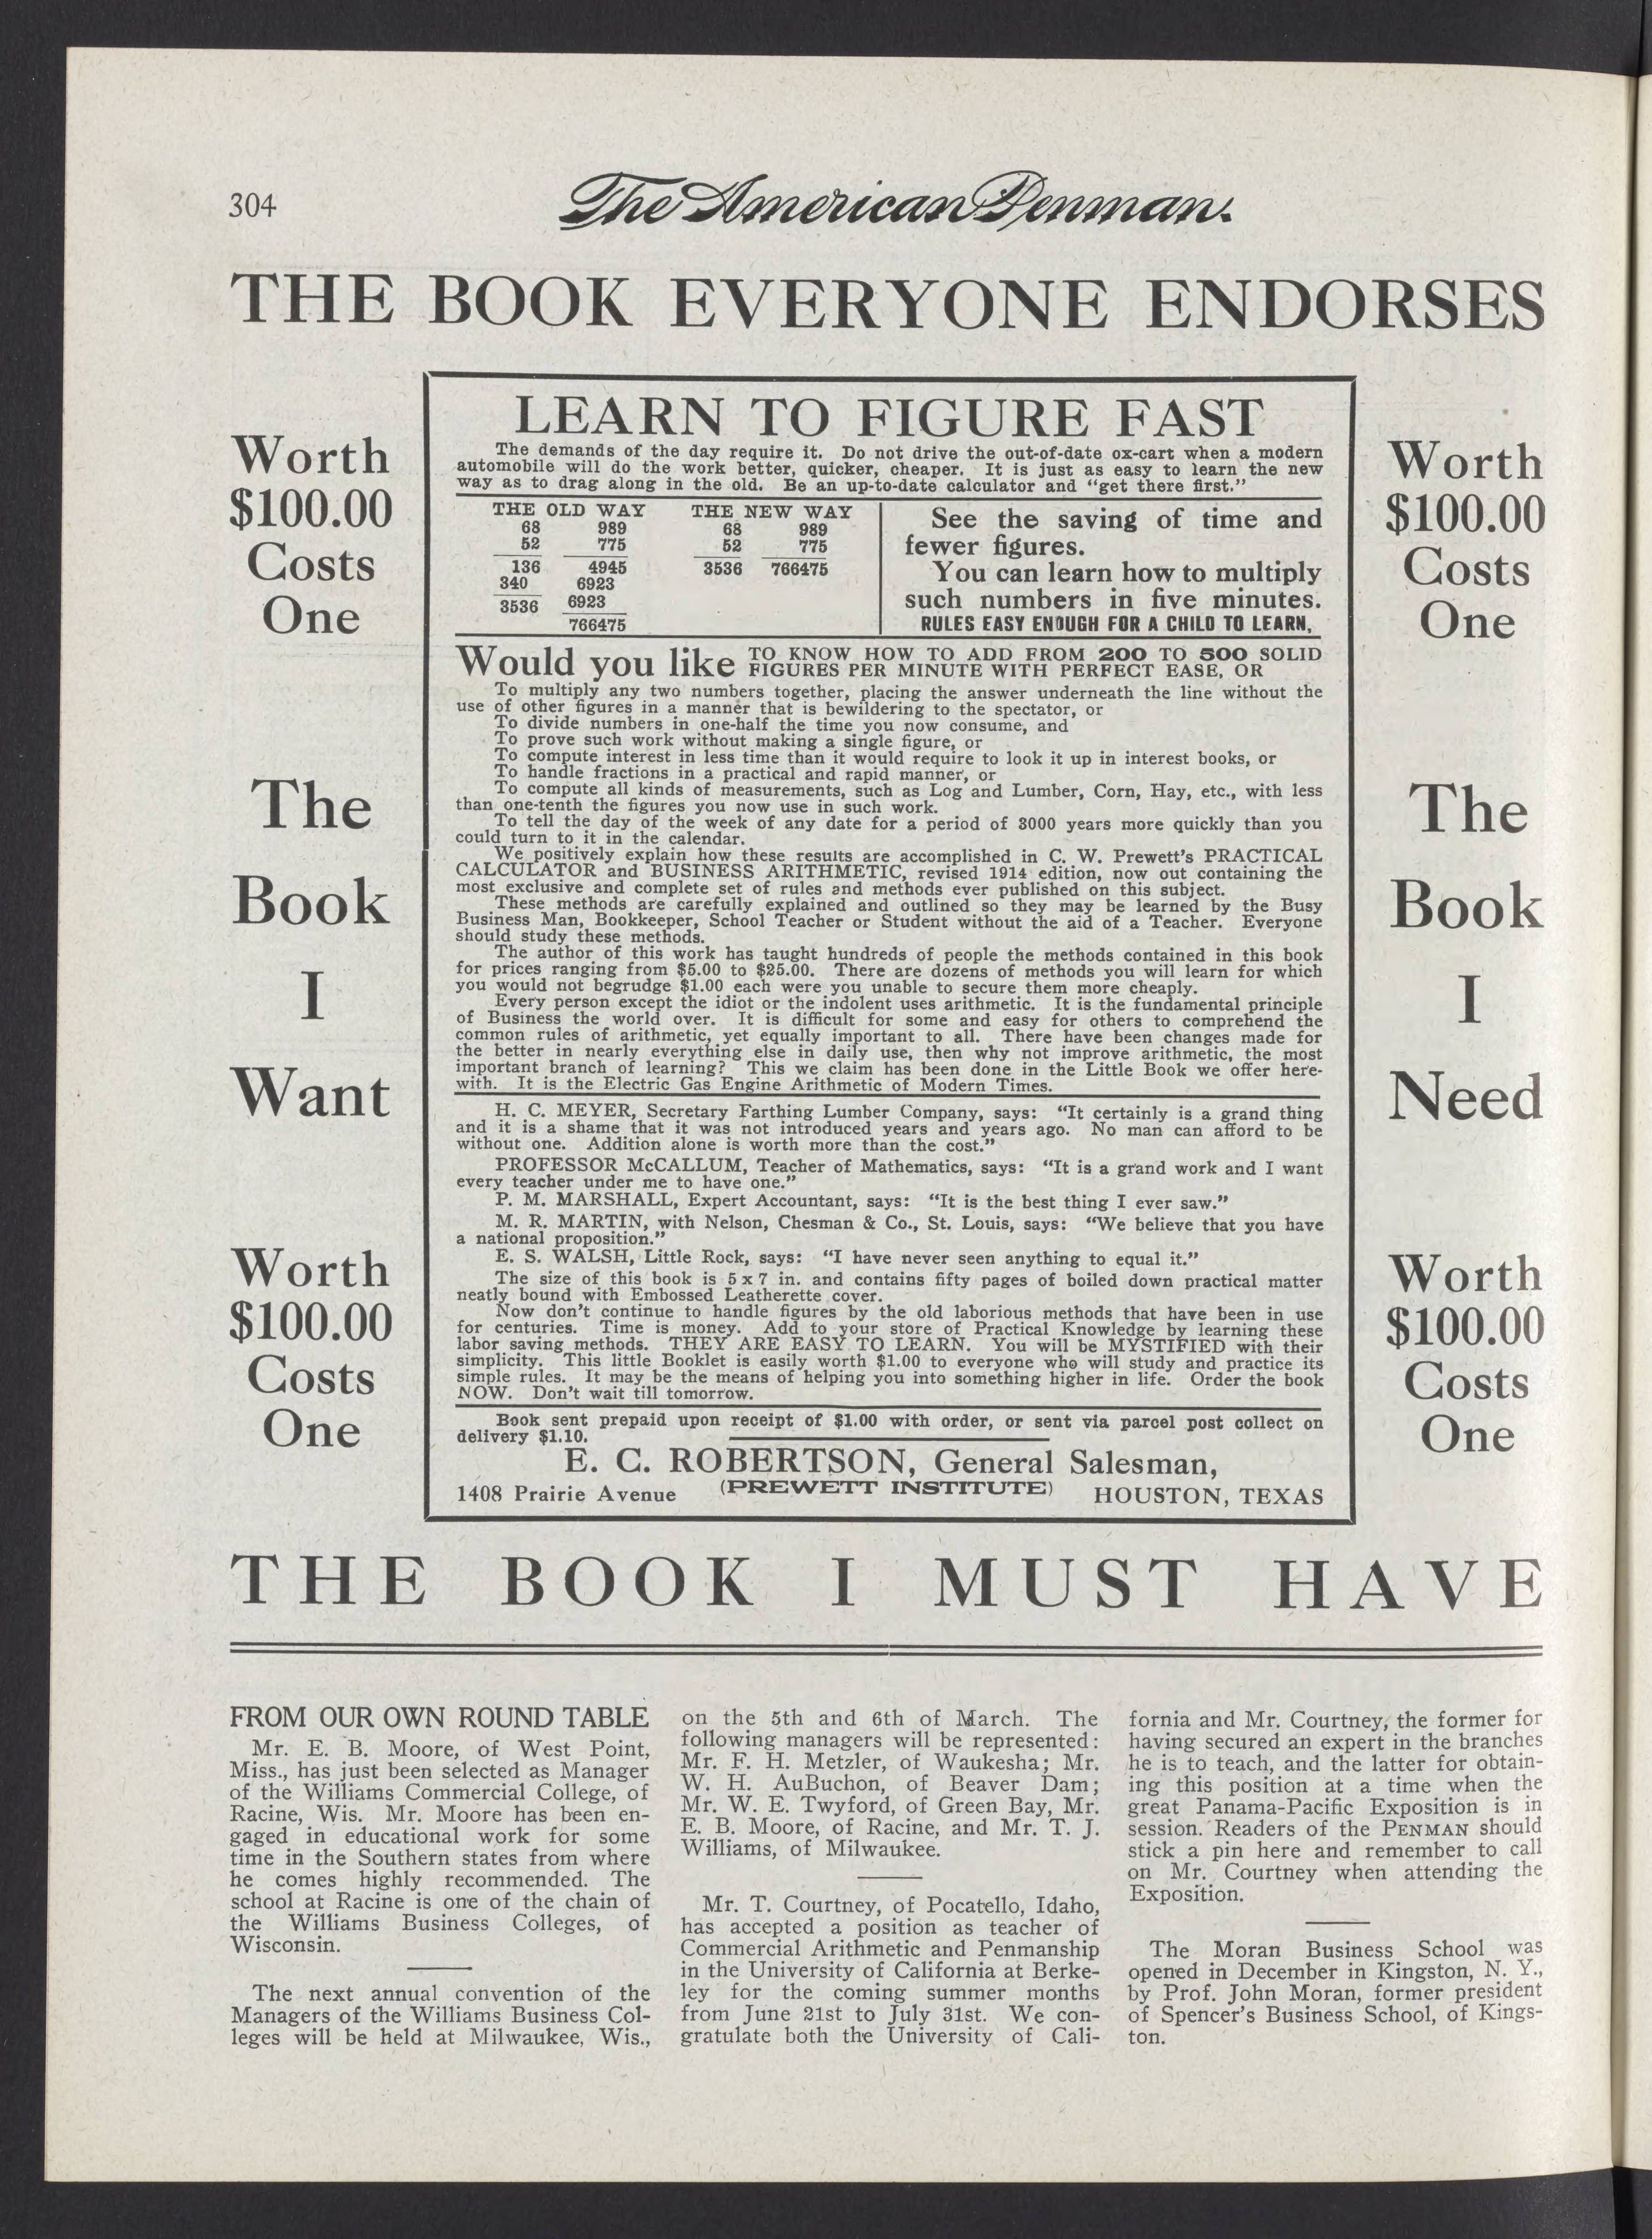 304
The American Penman.
THE BOOK EVERYONE ENDORSES
Worth
$100.00
Costs
One
The
Book
I
Want
Worth
$100.00
Costs
One
LEARN TO FIGURE FAST
The demands of the day require it. Do not drive the out-of-date ox-cart when a modern
automobile will do the work better, quicker, cheaper. It is just as easy to learn the new
way as to drag along in the old. Be an up-to-date calculator and "get there first."
THE OLD WAY THE NEW WAY
68 989 68 989
52 775 52 775
136 4945 3536 766475
340 6923
3536 6923
766475
See the saving of time and
fewer figures.
You can learn how to multiply
such numbers in five minutes.
RULES EASY ENOUGH FOR A CHILD TO LEARN,
Would you like TO KNOW HOW TO ADD FROM 200 TO 500 SOLID
FIGURES PER MINUTE WITH PERFECT EASE, OR
To multiply any two numbers together, placing the answer underneath the line without the
use of other figures in a manner that is bewildering to the spectator, or
To divide numbers in one-half the time you now consume, and
To prove such work without making a single figure, or
To compute interest in less time than it would require to look it up in interest books, or
To handle fractions in a practical and rapid manner, or
To compute all kinds of measurements, such as Log and Lumber, Corn, Hay, etc., with less
than one-tenth the figures you now use in such work.
To tell the day of the week of any date for a period of 3000 years more quickly than you
could turn to it in the calendar.
We positively explain how these results are accomplished in C. W. Prewett's PRACTICAL
CALCULATOR and BUSINESS ARITHMETIC, revised 1914 edition, now out containing the
most exclusive and complete set of rules and methods ever published on this subject.
These methods are carefully explained and outlined so they may be learned by the Busy
Business Man, Bookkeeper, School Teacher or Student without the aid of a Teacher. Everyone
should study these methods.
The author of this work has taught hundreds of people the methods contained in this book
for prices ranging from $5.00 to $25.00. There are dozens of methods you will learn for which
you would not begrudge $1.00 each were you unable to secure them more cheaply.
Every person except the idiot or the indolent uses arithmetic. It is the fundamental principle
of Business the world over. It is difficult for some and easy for others to comprehend the
common rules of arithmetic, yet equally important to all. There have been changes made for
the better in nearly everything else in daily use, then why not improve arithmetic, the most
important branch of learning? This we claim has been done in the Little Book we offer here-
with. It is the Electric Gas Engine Arithmetic of Modern Times.
H. C. MEYER, Secretary Farthing Lumber Company, says: "It certainly is a grand thing
and it is a shame that it was not introduced years and years ago. No man can afford to be
without one. Addition alone is worth more than the cost."
PROFESSOR McCALLUM, Teacher of Mathematics, says: "It is a grand work and I want
every teacher under me to have one."
P. M. MARSHALL, Expert Accountant, says: "It is the best thing I ever saw."
M. R. MARTIN, with Nelson, Chesman & Co., St. Louis, says: "We believe that you have
a national proposition."
E. S. WALSH, Little Rock, says: "I have never seen anything to equal it."
The size of this book is 5 x 7 in. and contains fifty pages of boiled down practical matter
neatly bound with Embossed Leatherette cover.
Now don't continue to handle figures by the old laborious methods that have been in use
for centuries. Time is money. Add to your store of Practical Knowledge by learning these
labor saving methods. THEY ARE EASY TO LEARN. You will be MYSTIFIED with their
simplicity. This little Booklet is easily worth $1.00 to everyone who will study and practice its
simple rules. It may be the means of helping you into something higher in life. Order the book
NOW. Don't wait till tomorrow.
Book sent prepaid upon receipt of $1.00 with order, or sent via parcel post collect on
delivery $1.10.
E. C. ROBERTSON, General Salesman,
1408 Prairie Avenue (PREWETT INSTITUTE) HOUSTON, TEXAS
Worth
$100.00
Costs
One
The
Book
I
Need
Worth
$100.00
Costs
One
THE BOOK I MUST HAVE
FROM OUR OWN ROUND TABLE
Mr. E. B. Moore, of West Point,
Miss., has just been selected as Manager
of the Williams Commercial College, of
Racine, Wis. Mr. Moore has been en-
gaged in educational work for some
time in the Southern states from where
he comes highly recommended. The
school at Racine is one of the chain of
the Williams Business Colleges, of
Wisconsin.
The next annual convention of the
Managers of the Williams Business Col-
leges will be held at Milwaukee, Wis.,
on the 5th and 6th of March. The
following managers will be represented:
Mr. F. H. Metzler, of Waukesha; Mr.
W. H. AuBuchon, of Beaver Dam;
Mr. W. E. Twyford, of Green Bay, Mr.
E. B. Moore, of Racine, and Mr. T. J.
Williams, of Milwaukee.
Mr. T. Courtney, of Pocatello, Idaho,
has accepted a position as teacher of
Commercial Arithmetic and Penmanship
in the University of California at Berke-
ley for the coming summer months
from June 21st to July 31st. We con-
gratulate both the University of Cali-
fornia and Mr. Courtney, the former for
having secured an expert in the branches
he is to teach, and the latter for obtain-
ing this position at a time when the
great Panama-Pacific Exposition is in
session. Readers of the PENMAN should
stick a pin here and remember to call
on Mr. Courtney when attending the
Exposition.
The Moran Business School was
opened in December in Kingston, N. Y.,
by Prof. John Moran, former president
of Spencer's Business School, of Kings-
ton.